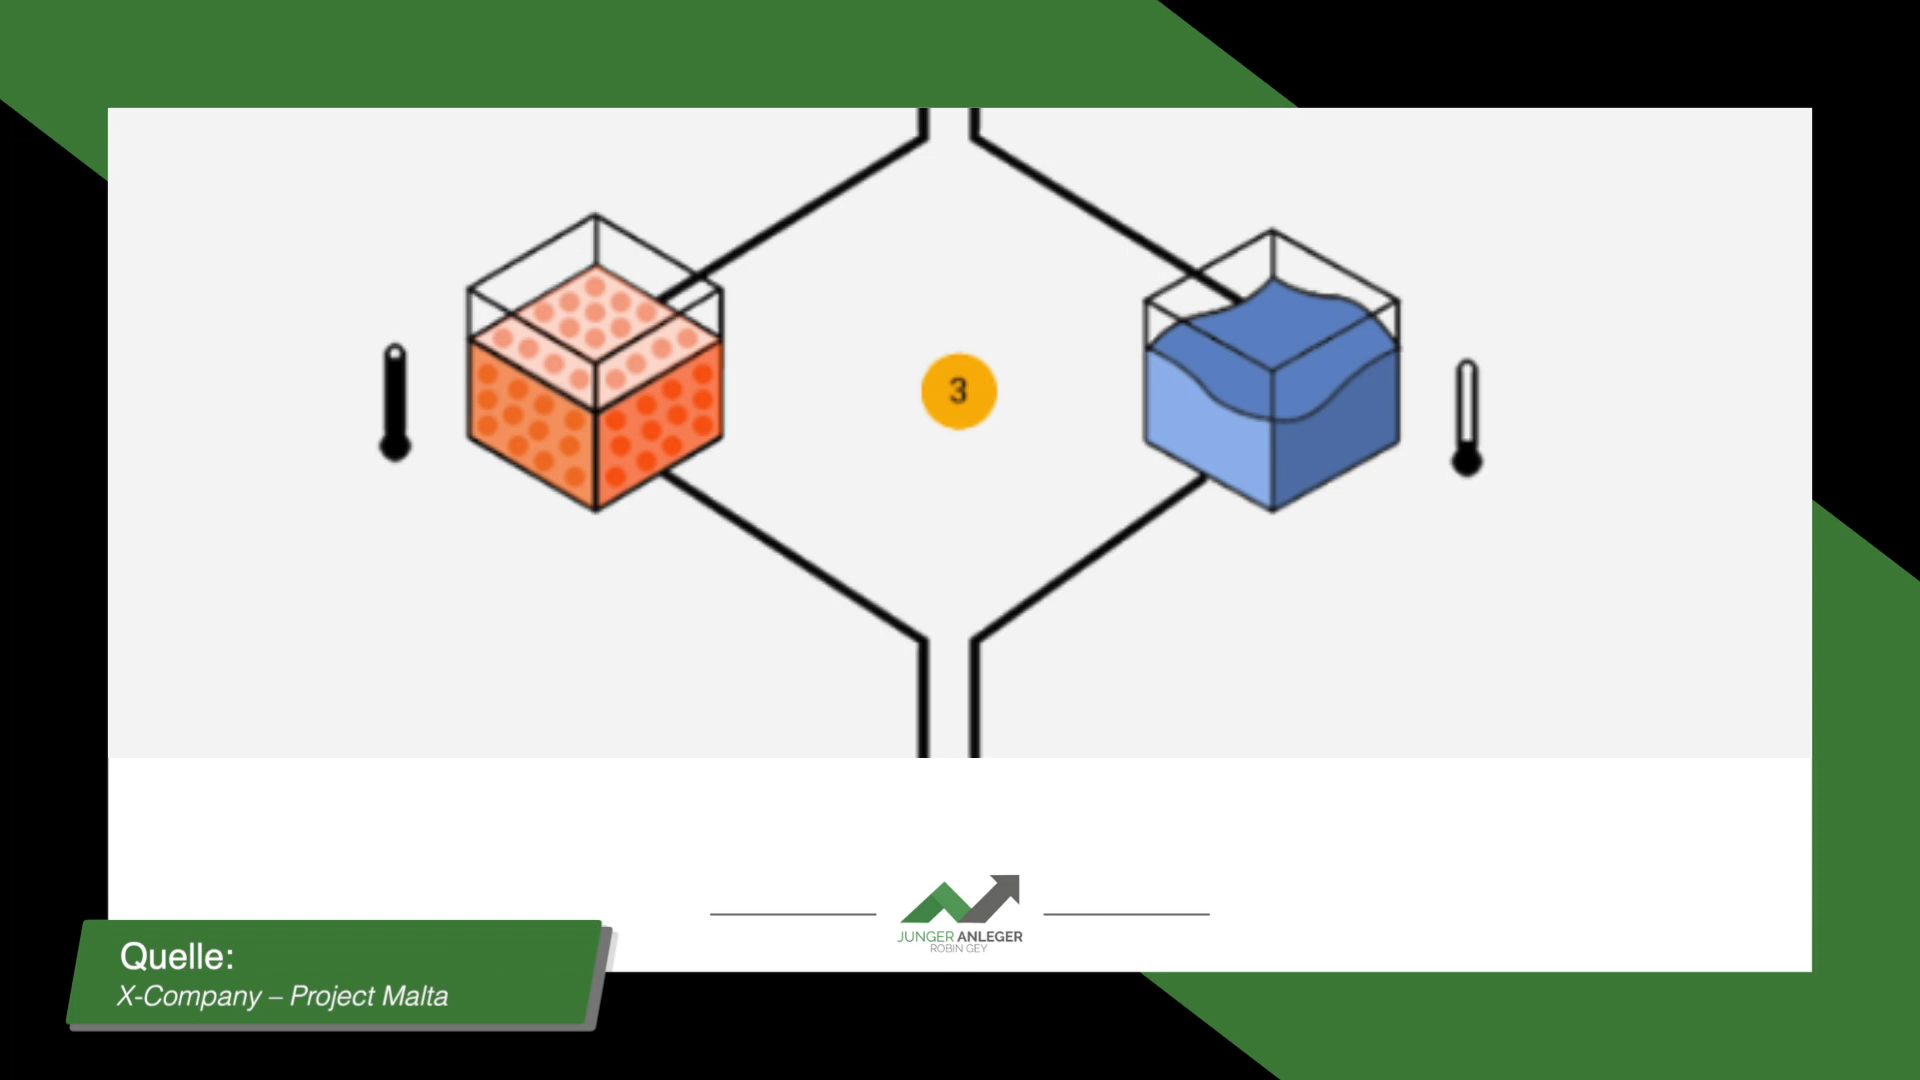 3
JUNGER ANLEGER
ROBIN GEY
Quelle:
X-Company – Project Malta